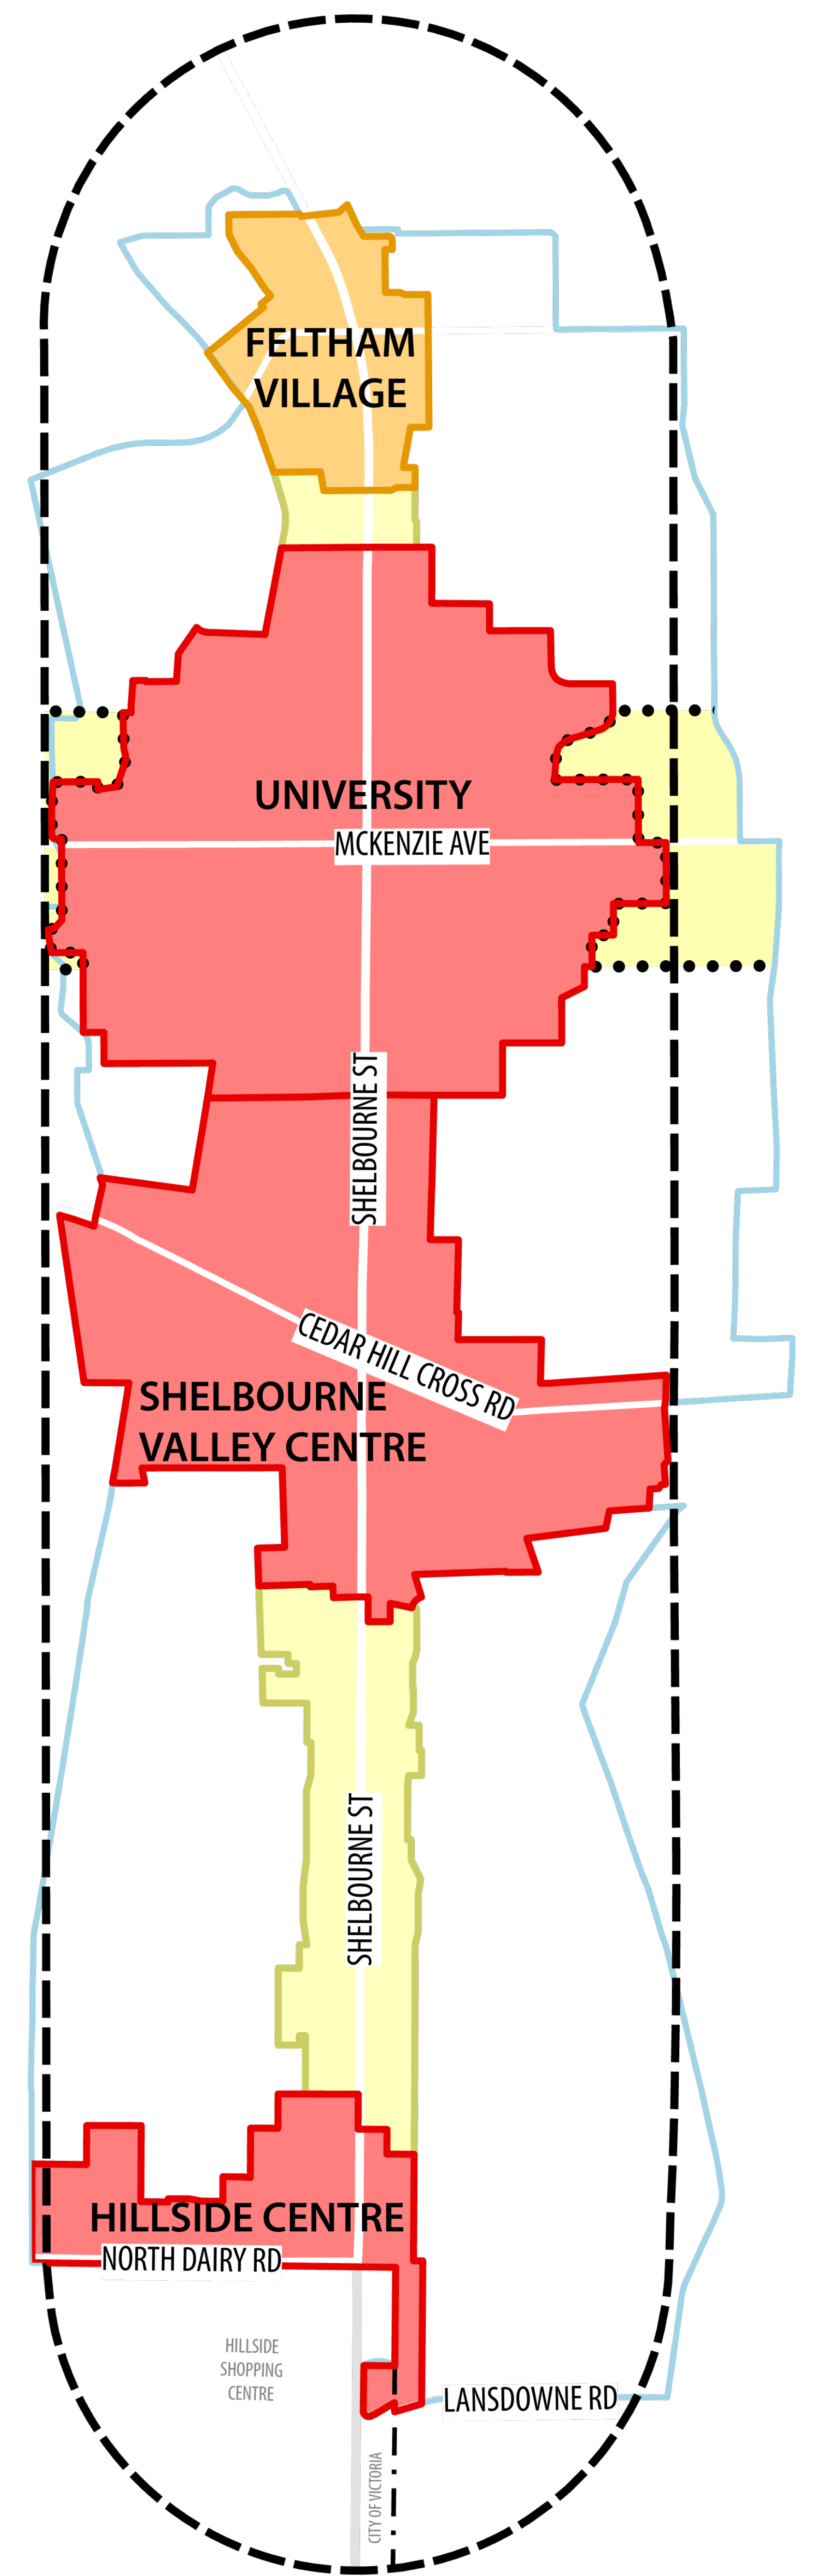 FELTHAM
VILLAGE
UNIVERSITY
MCKENZIE AVE
SHELBOURNE ST
CEDAR HILL CROSS RD
SHELBOURNE
VALLEY CENTRE
SHELBOURNE ST
HILLSIDE CENTRE
NORTH DAIRY RD
HILLSIDE
SHOPPING
CENTRE
LANSDOWNE RD
CITY OF VICTORIA